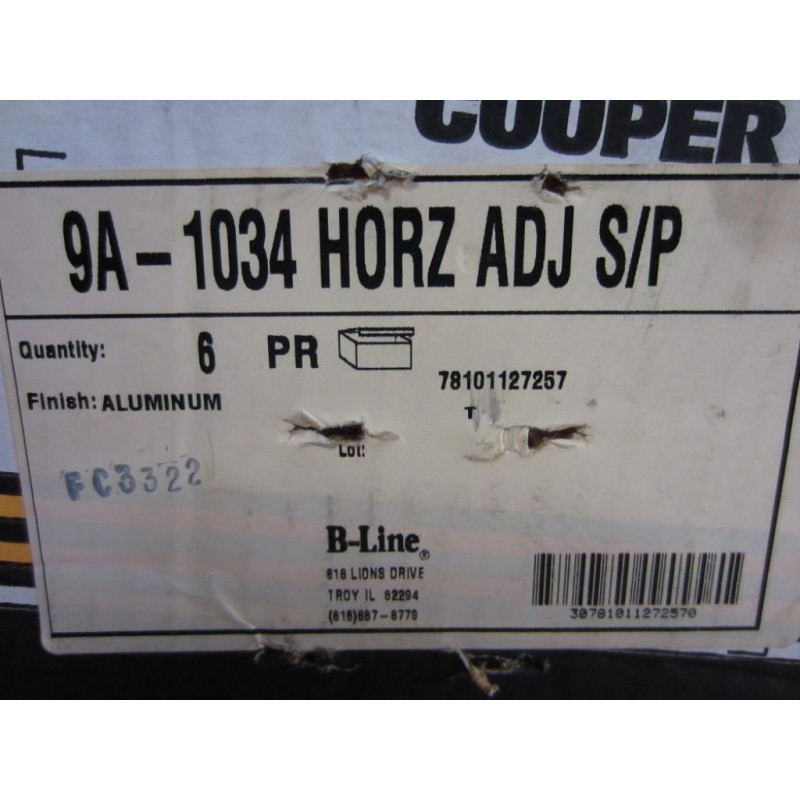 COOPER
9A-1034 HORZ ADJ S/P
Quantity: 6 PR
78101127257
Finish: ALUMINUM
T
Lot:
FC3322
B-Line®
816 LIONS DRIVE
TROY IL 62294
(618)667-6779
30781011272570